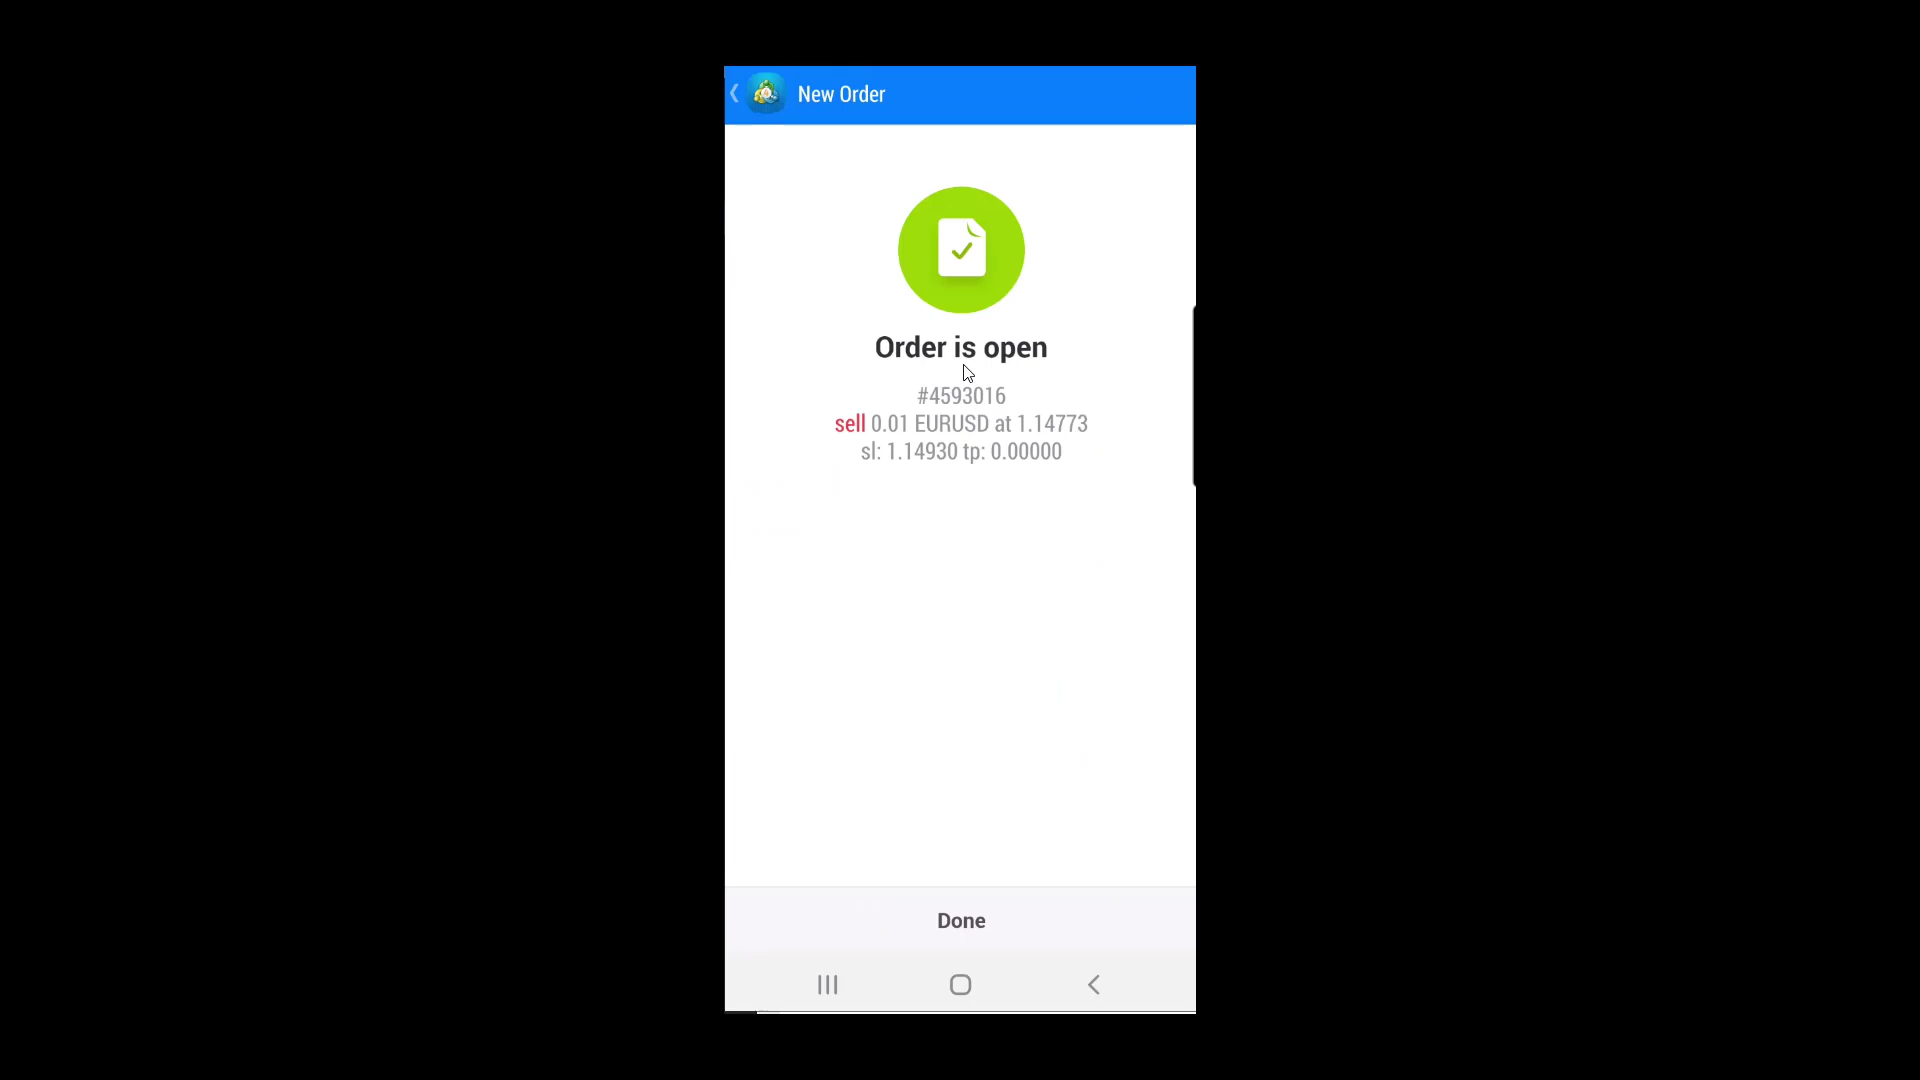 New Order
Order is open
#4593016
sell 0.01 EURUSD at 1.14773
sl: 1.14930 tp: 0.00000
Done